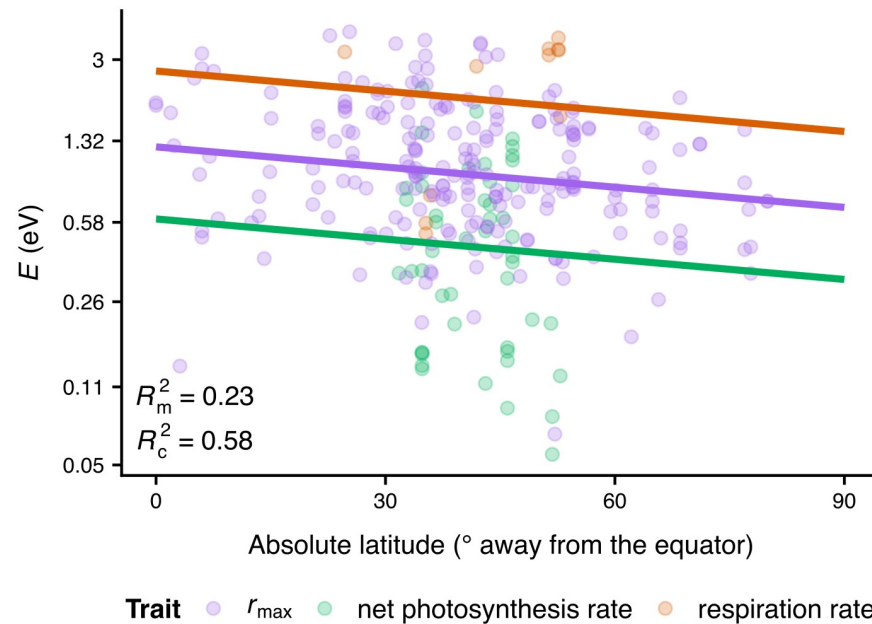 3
1.32
0.58
0.26
0.11
0.05
E (eV)
R²m = 0.23
R²c = 0.58
0 30 60 90
Absolute latitude (° away from the equator)
Trait rmax net photosynthesis rate respiration rate